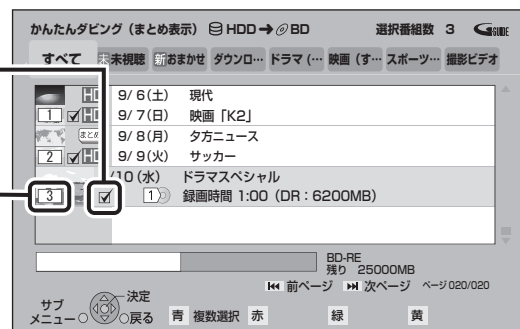 かんたんダビング（まとめ表示） HDD➔BD 選択番組数 3 GGUIDE
すべて 未未視聴 新おまかせ ダウンロ… ドラマ（… 映画（す… スポーツ… 撮影ビデオ
HD 9/ 6(土) 現代
1 HD 9/ 7(日) 映画「K2」
まとめ 9/ 8(月) 夕方ニュース
2 HD 9/ 9(火) サッカー
/10(水) ドラマスペシャル
3 1 録画時間 1:00（DR：6200MB）
BD-RE
残り 25000MB
前ページ 次ページ ページ 020/020
サブメニュー 決定 戻る 青 複数選択 赤 緑 黄